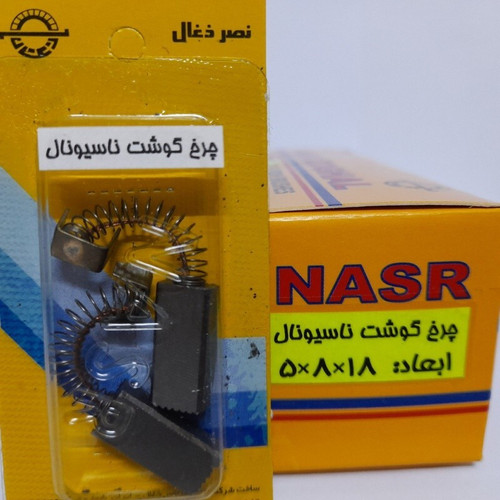 نصر ذغال
چرخ گوشت ناسیونال
NASR
چرخ گوشت ناسیونال
ابعاد: ۱۸×۸×۵